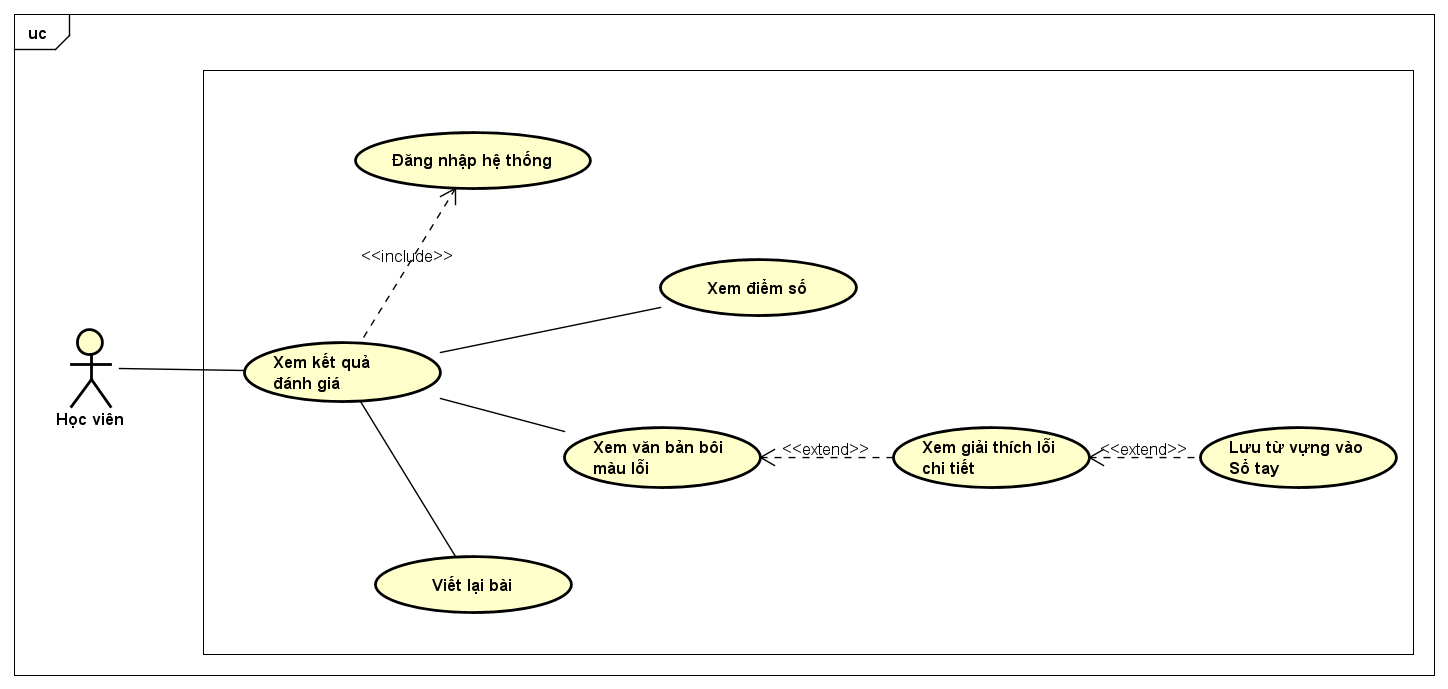 uc
Đăng nhập hệ thống
<<include>>
Xem điểm số
Xem kết quả
đánh giá
Học viên
Xem văn bản bôi
màu lỗi
<<extend>>
Xem giải thích lỗi
chi tiết
<<extend>>
Lưu từ vựng vào
Sổ tay
Viết lại bài